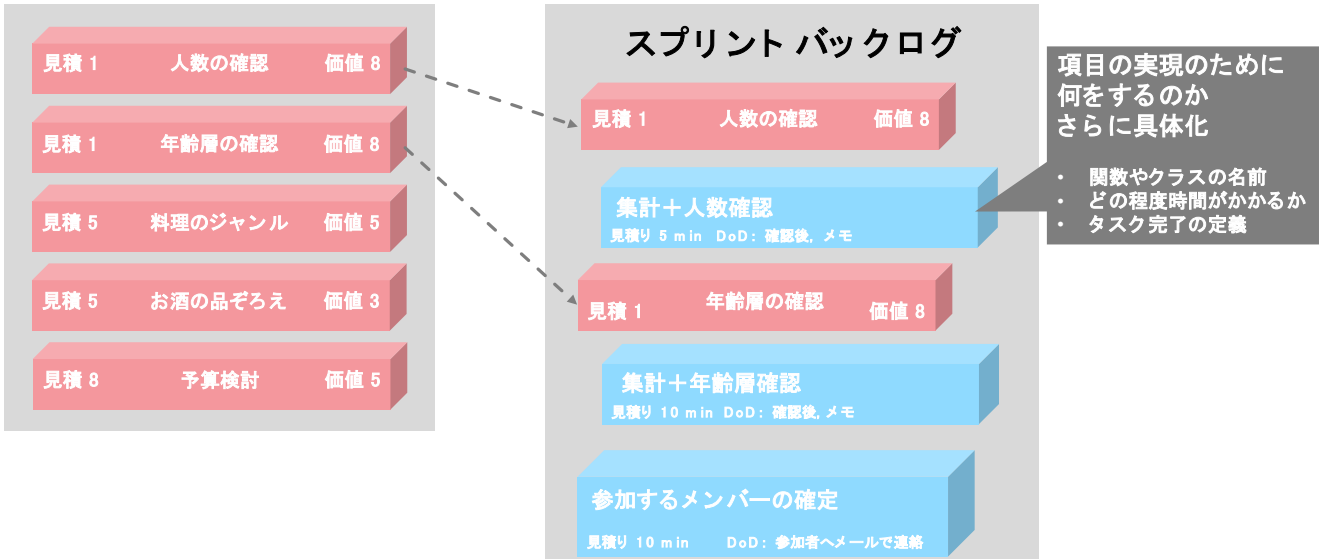 見積 1 人数の確認 価値 8
見積 1 年齢層の確認 価値 8
見積 5 料理のジャンル 価値 5
見積 5 お酒の品ぞろえ 価値 3
見積 8 予算検討 価値 5
スプリント バックログ
見積 1 人数の確認 価値 8
集計＋人数確認
見積り 5 min DoD: 確認後, メモ
見積 1 年齢層の確認 価値 8
集計＋年齢層確認
見積り 10 min DoD: 確認後, メモ
参加するメンバーの確定
見積り 10 min DoD: 参加者へメールで連絡
項目の実現のために
何をするのか
さらに具体化
・ 関数やクラスの名前
・ どの程度時間がかかるか
・ タスク完了の定義